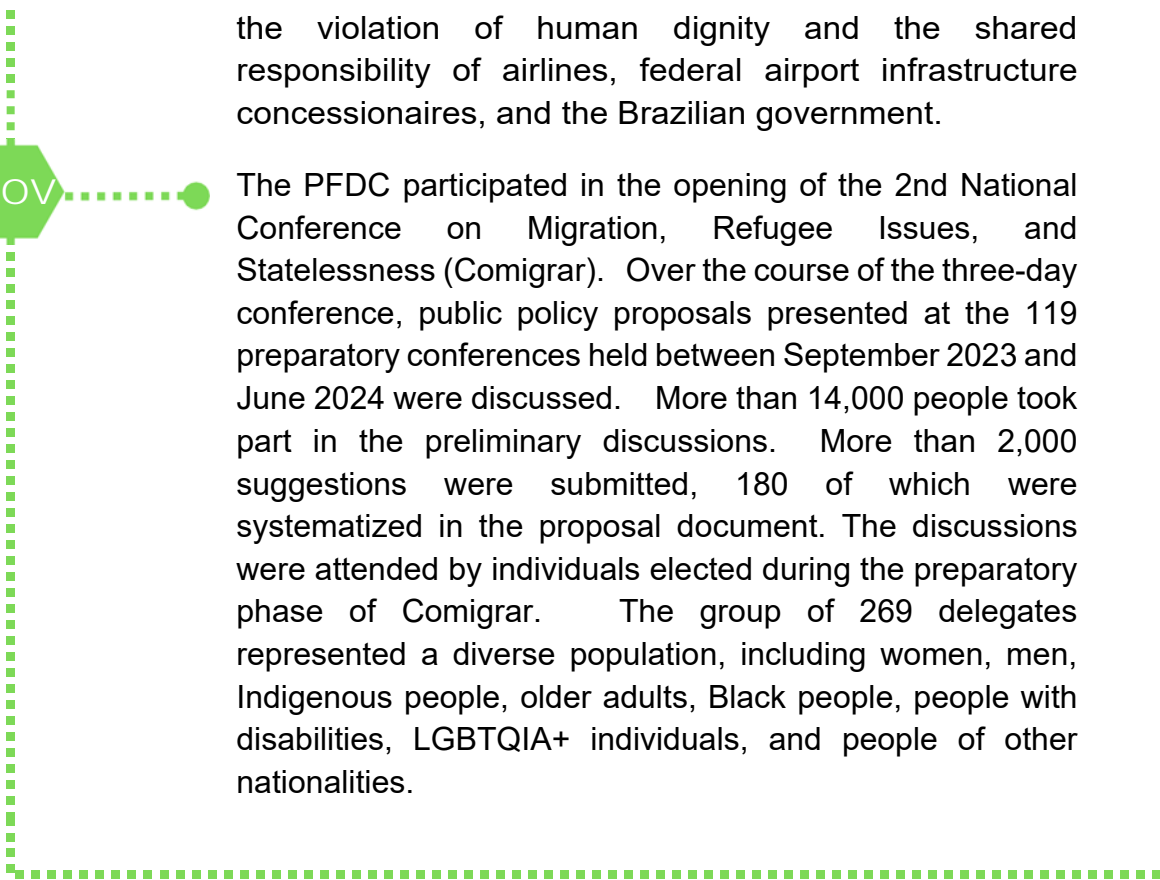 the violation of human dignity and the shared
responsibility of airlines, federal airport infrastructure
concessionaires, and the Brazilian government.
OV
The PFDC participated in the opening of the 2nd National
Conference on Migration, Refugee Issues, and
Statelessness (Comigrar). Over the course of the three-day
conference, public policy proposals presented at the 119
preparatory conferences held between September 2023 and
June 2024 were discussed. More than 14,000 people took
part in the preliminary discussions. More than 2,000
suggestions were submitted, 180 of which were
systematized in the proposal document. The discussions
were attended by individuals elected during the preparatory
phase of Comigrar. The group of 269 delegates
represented a diverse population, including women, men,
Indigenous people, older adults, Black people, people with
disabilities, LGBTQIA+ individuals, and people of other
nationalities.